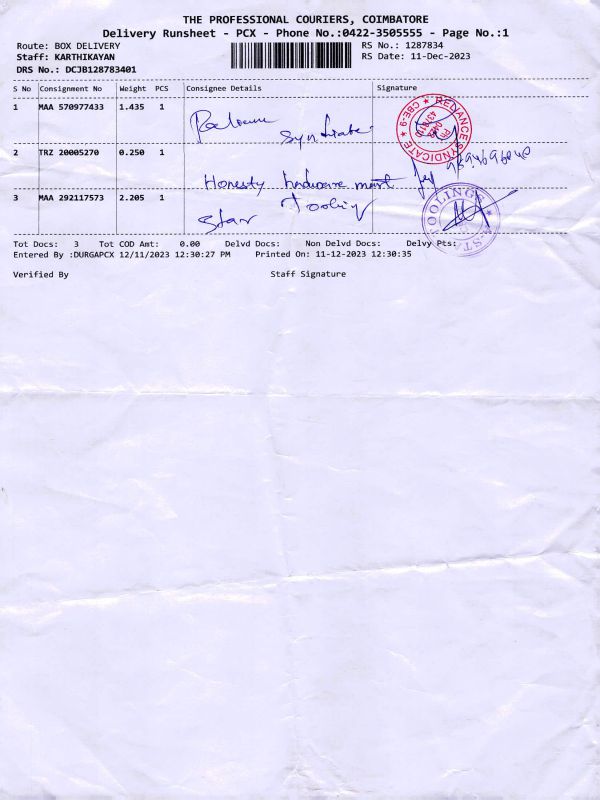 THE PROFESSIONAL COURIERS, COIMBATORE
Delivery Runsheet - PCX - Phone No.:0422-3505555 - Page No.:1
Route: BOX DELIVERY RS No.: 1287834
Staff: KARTHIKAYAN RS Date: 11-Dec-2023
DRS No.: DCJB128783401
S No Consignment No Weight PCS Consignee Details Signature
1 MAA 570977433 1.435 1
Syndicate
RELIANCE SYNDICATE ★ CBE-9 ★
2 TRZ 20005270 0.250 1
Honesty hardware mart
3 MAA 292117573 2.205 1
Star Tooling
TOOLINGS
Tot Docs: 3 Tot COD Amt: 0.00 Delvd Docs: Non Delvd Docs: Delvy Pts:
Entered By :DURGAPCX 12/11/2023 12:30:27 PM Printed On: 11-12-2023 12:30:35
Verified By Staff Signature